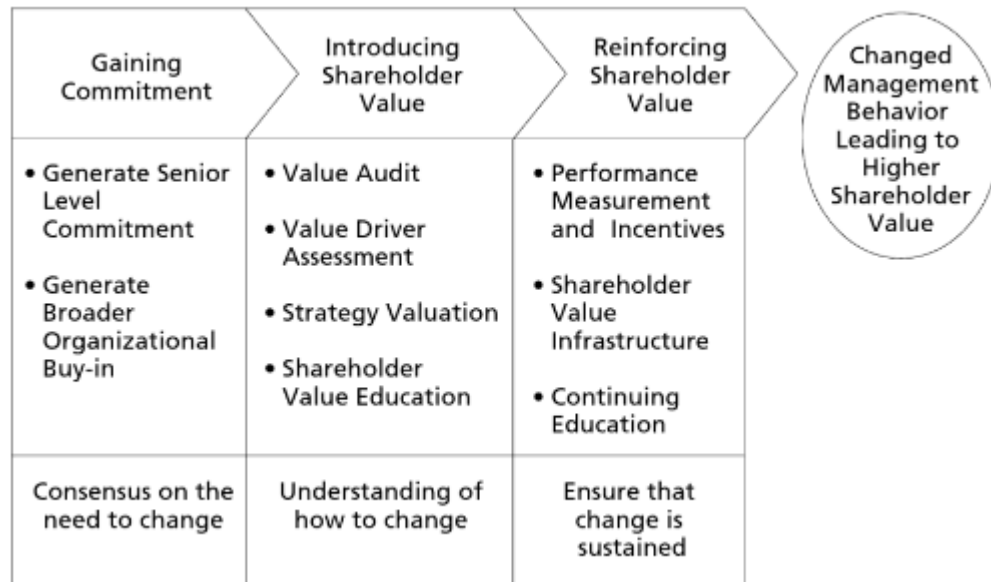 Gaining
Commitment
Introducing
Shareholder
Value
Reinforcing
Shareholder
Value
Changed
Management
Behavior
Leading to
Higher
Shareholder
Value
• Generate Senior
Level
Commitment
• Generate
Broader
Organizational
Buy-in
• Value Audit
• Value Driver
Assessment
• Strategy Valuation
• Shareholder
Value Education
• Performance
Measurement
and Incentives
• Shareholder
Value
Infrastructure
• Continuing
Education
Consensus on the
need to change
Understanding of
how to change
Ensure that
change is
sustained